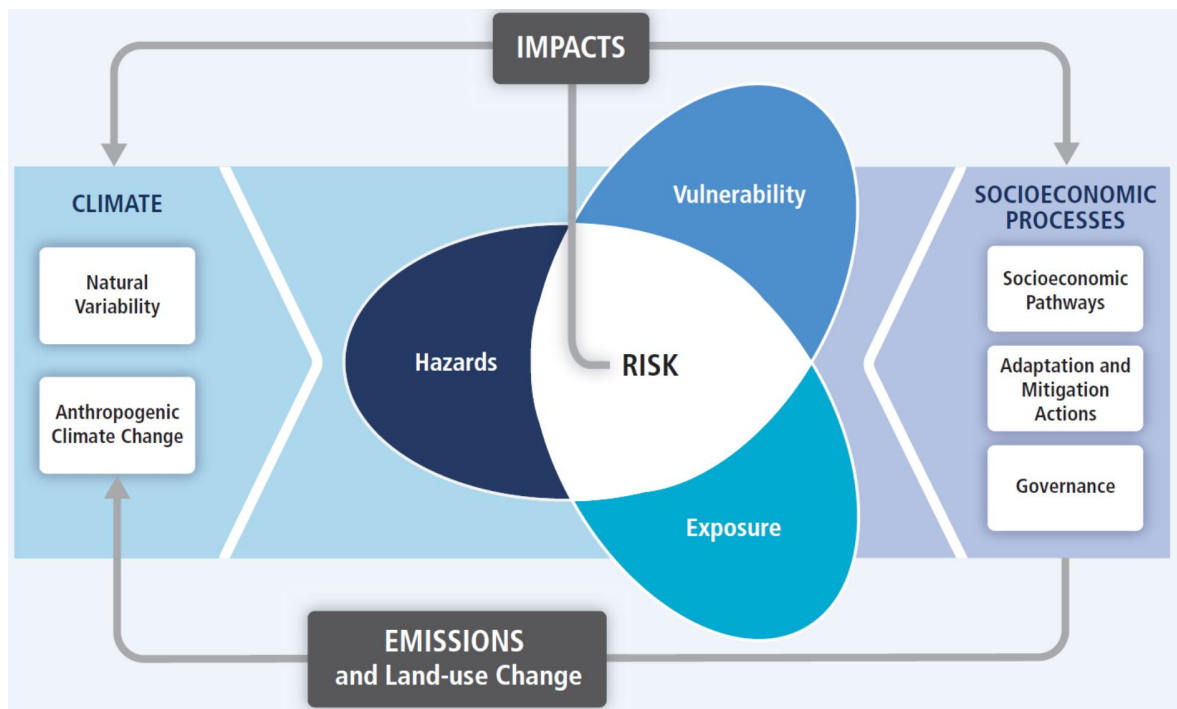 IMPACTS
CLIMATE
Natural
Variability
Anthropogenic
Climate Change
Vulnerability
Hazards
RISK
Exposure
SOCIOECONOMIC
PROCESSES
Socioeconomic
Pathways
Adaptation and
Mitigation
Actions
Governance
EMISSIONS
and Land-use Change